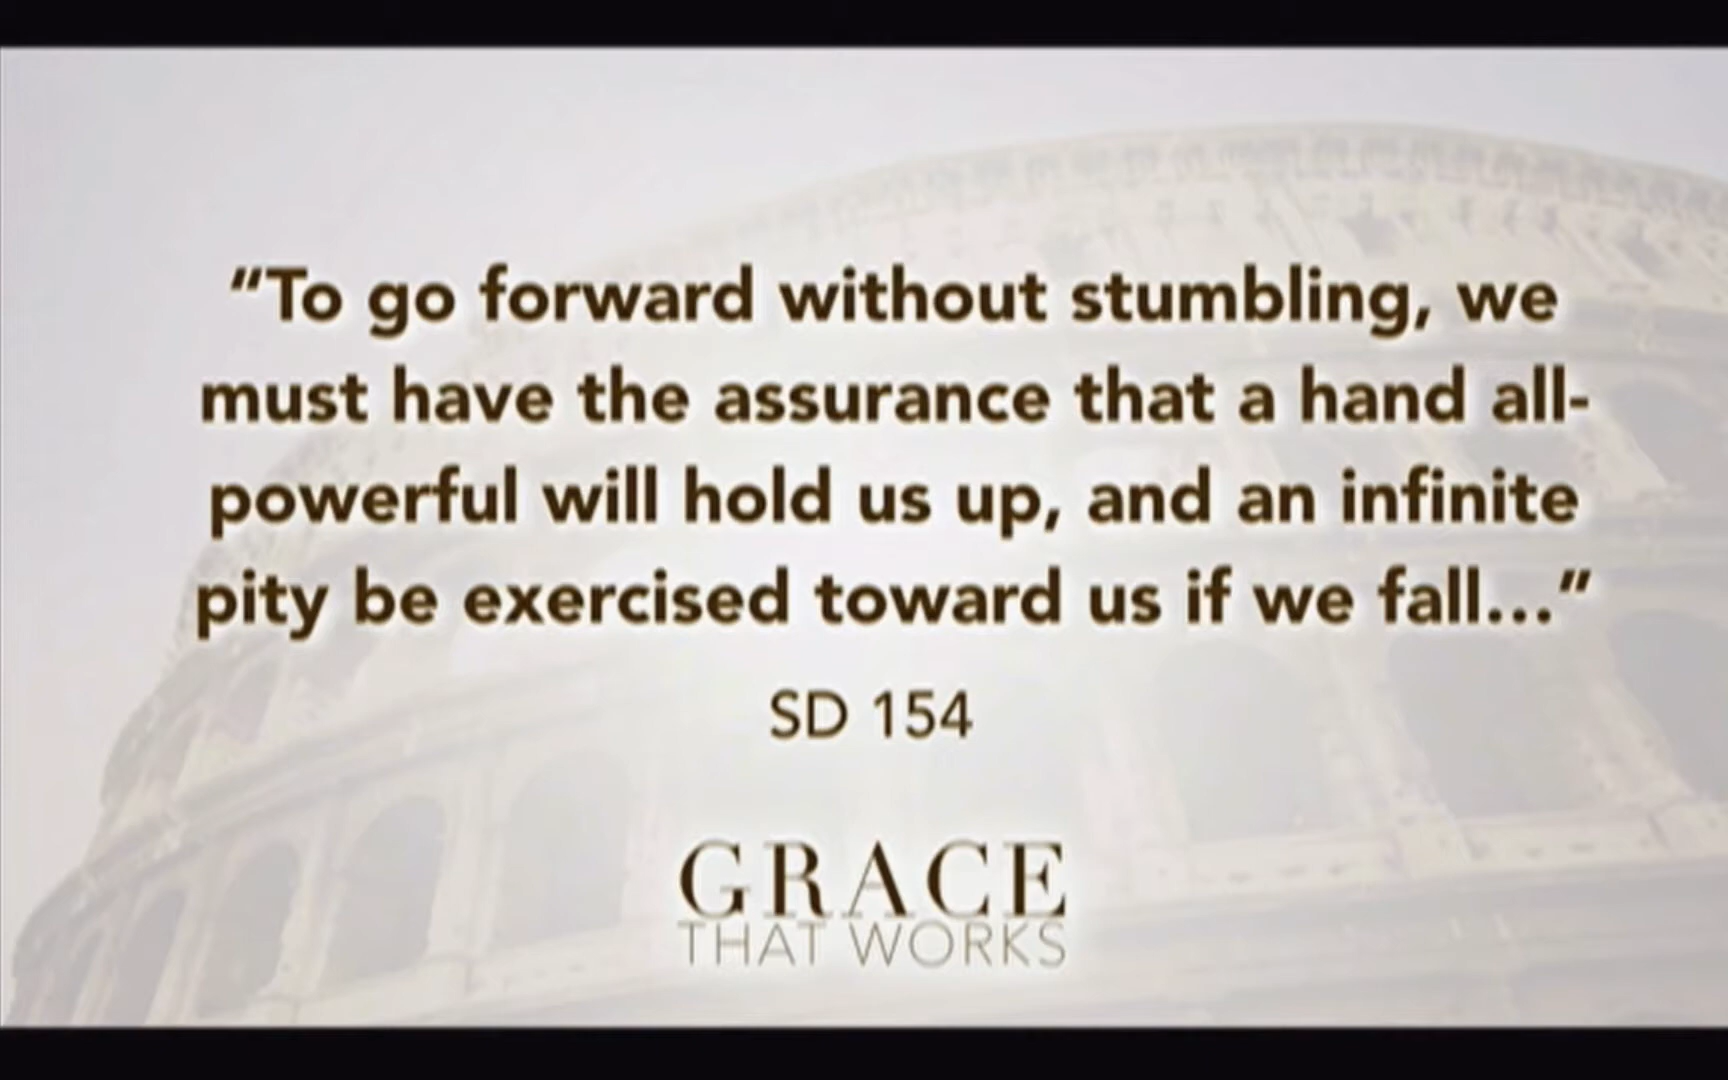 “To go forward without stumbling, we
must have the assurance that a hand all-
powerful will hold us up, and an infinite
pity be exercised toward us if we fall...”
SD 154
GRACE
THAT WORKS